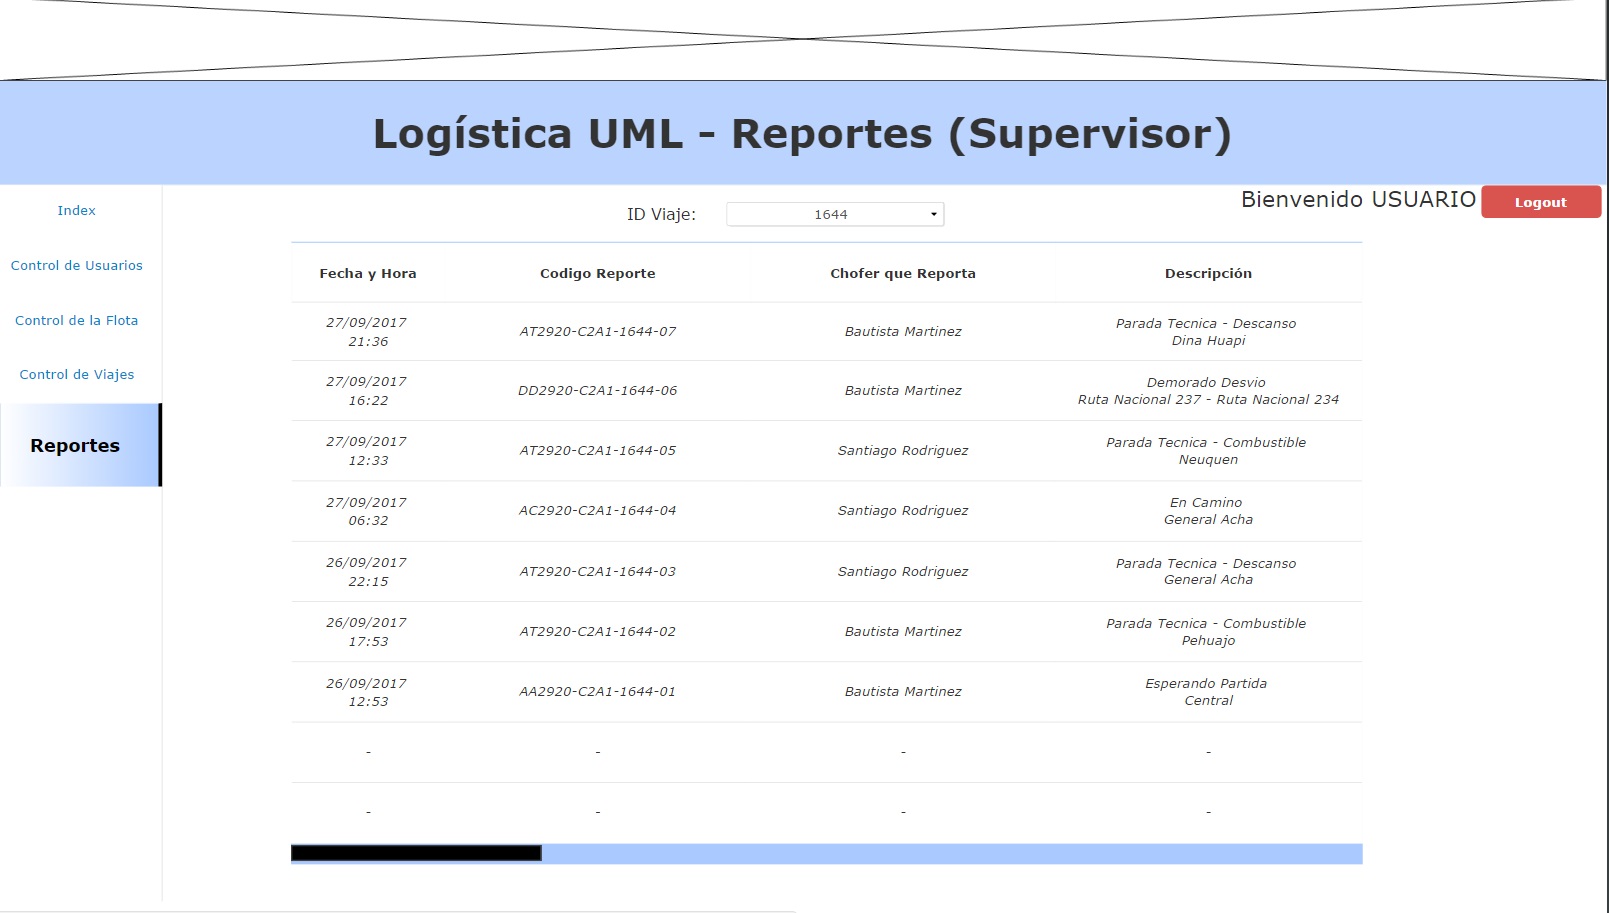 Logística UML - Reportes (Supervisor)
Bienvenido USUARIO
Logout
Index
Control de Usuarios
Control de la Flota
Control de Viajes
Reportes
ID Viaje: 1644
Fecha y Hora Codigo Reporte Chofer que Reporta Descripción
27/09/2017
21:36
AT2920-C2A1-1644-07
Bautista Martinez
Parada Tecnica - Descanso
Dina Huapi
27/09/2017
16:22
DD2920-C2A1-1644-06
Bautista Martinez
Demorado Desvio
Ruta Nacional 237 - Ruta Nacional 234
27/09/2017
12:33
AT2920-C2A1-1644-05
Santiago Rodriguez
Parada Tecnica - Combustible
Neuquen
27/09/2017
06:32
AC2920-C2A1-1644-04
Santiago Rodriguez
En Camino
General Acha
26/09/2017
22:15
AT2920-C2A1-1644-03
Santiago Rodriguez
Parada Tecnica - Descanso
General Acha
26/09/2017
17:53
AT2920-C2A1-1644-02
Bautista Martinez
Parada Tecnica - Combustible
Pehuajo
26/09/2017
12:53
AA2920-C2A1-1644-01
Bautista Martinez
Esperando Partida
Central
- - - -
- - - -